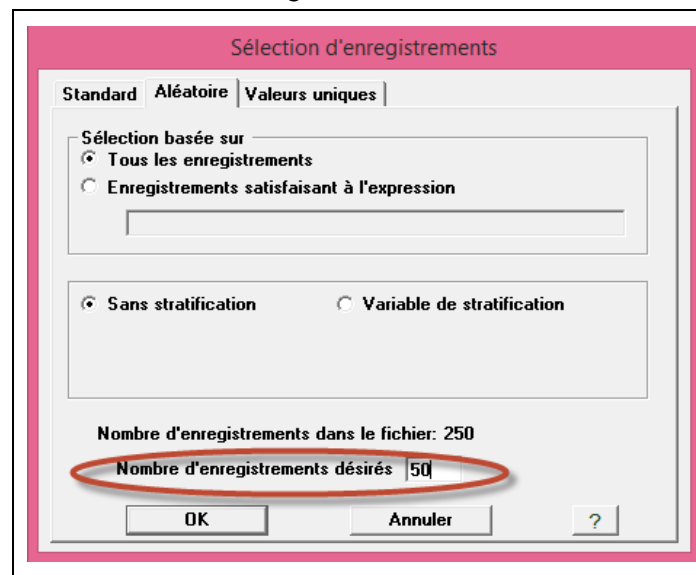 Sélection d'enregistrements
Standard Aléatoire Valeurs uniques
Sélection basée sur
Tous les enregistrements
Enregistrements satisfaisant à l'expression
Sans stratification Variable de stratification
Nombre d'enregistrements dans le fichier: 250
Nombre d'enregistrements désirés 50
OK Annuler ?